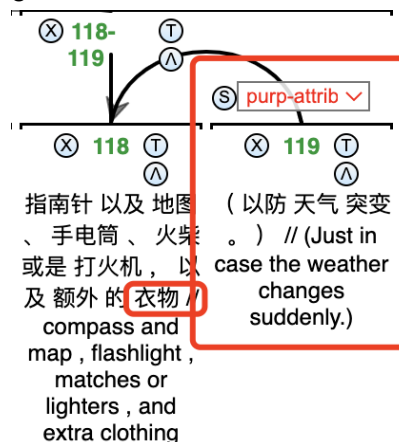 X 118-119 T
Λ
S purp-attrib
X 118 T
Λ
指南针 以及 地图
、 手电筒 、 火柴
或是 打火机 ， 以
及 额外 的 衣物 //
compass and
map , flashlight ,
matches or
lighters , and
extra clothing
X 119 T
Λ
（ 以防 天气 突变
。 ） // (Just in
case the weather
changes
suddenly.)